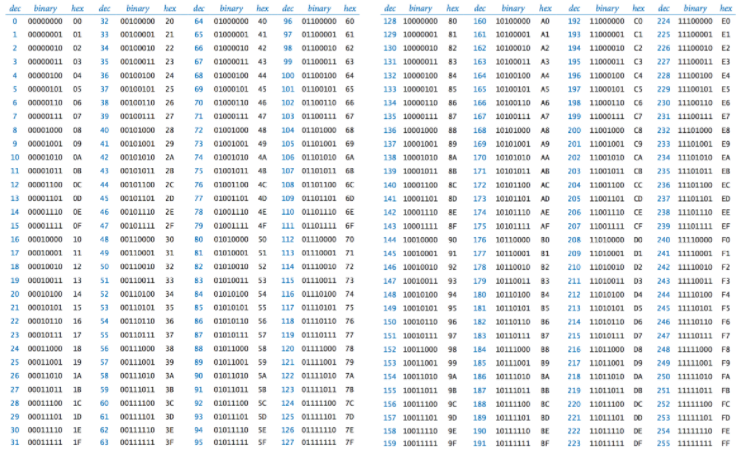 dec binary hex dec binary hex dec binary hex dec binary hex
0 00000000 00 32 00100000 20 64 01000000 40 96 01100000 60
1 00000001 01 33 00100001 21 65 01000001 41 97 01100001 61
2 00000010 02 34 00100010 22 66 01000010 42 98 01100010 62
3 00000011 03 35 00100011 23 67 01000011 43 99 01100011 63
4 00000100 04 36 00100100 24 68 01000100 44 100 01100100 64
5 00000101 05 37 00100101 25 69 01000101 45 101 01100101 65
6 00000110 06 38 00100110 26 70 01000110 46 102 01100110 66
7 00000111 07 39 00100111 27 71 01000111 47 103 01100111 67
8 00001000 08 40 00101000 28 72 01001000 48 104 01101000 68
9 00001001 09 41 00101001 29 73 01001001 49 105 01101001 69
10 00001010 0A 42 00101010 2A 74 01001010 4A 106 01101010 6A
11 00001011 0B 43 00101011 2B 75 01001011 4B 107 01101011 6B
12 00001100 0C 44 00101100 2C 76 01001100 4C 108 01101100 6C
13 00001101 0D 45 00101101 2D 77 01001101 4D 109 01101101 6D
14 00001110 0E 46 00101110 2E 78 01001110 4E 110 01101110 6E
15 00001111 0F 47 00101111 2F 79 01001111 4F 111 01101111 6F
16 00010000 10 48 00110000 30 80 01010000 50 112 01110000 70
17 00010001 11 49 00110001 31 81 01010001 51 113 01110001 71
18 00010010 12 50 00110010 32 82 01010010 52 114 01110010 72
19 00010011 13 51 00110011 33 83 01010011 53 115 01110011 73
20 00010100 14 52 00110100 34 84 01010100 54 116 01110100 74
21 00010101 15 53 00110101 35 85 01010101 55 117 01110101 75
22 00010110 16 54 00110110 36 86 01010110 56 118 01110110 76
23 00010111 17 55 00110111 37 87 01010111 57 119 01110111 77
24 00011000 18 56 00111000 38 88 01011000 58 120 01111000 78
25 00011001 19 57 00111001 39 89 01011001 59 121 01111001 79
26 00011010 1A 58 00111010 3A 90 01011010 5A 122 01111010 7A
27 00011011 1B 59 00111011 3B 91 01011011 5B 123 01111011 7B
28 00011100 1C 60 00111100 3C 92 01011100 5C 124 01111100 7C
29 00011101 1D 61 00111101 3D 93 01011101 5D 125 01111101 7D
30 00011110 1E 62 00111110 3E 94 01011110 5E 126 01111110 7E
31 00011111 1F 63 00111111 3F 95 01011111 5F 127 01111111 7F
dec binary hex dec binary hex dec binary hex dec binary hex
128 10000000 80 160 10100000 A0 192 11000000 C0 224 11100000 E0
129 10000001 81 161 10100001 A1 193 11000001 C1 225 11100001 E1
130 10000010 82 162 10100010 A2 194 11000010 C2 226 11100010 E2
131 10000011 83 163 10100011 A3 195 11000011 C3 227 11100011 E3
132 10000100 84 164 10100100 A4 196 11000100 C4 228 11100100 E4
133 10000101 85 165 10100101 A5 197 11000101 C5 229 11100101 E5
134 10000110 86 166 10100110 A6 198 11000110 C6 230 11100110 E6
135 10000111 87 167 10100111 A7 199 11000111 C7 231 11100111 E7
136 10001000 88 168 10101000 A8 200 11001000 C8 232 11101000 E8
137 10001001 89 169 10101001 A9 201 11001001 C9 233 11101001 E9
138 10001010 8A 170 10101010 AA 202 11001010 CA 234 11101010 EA
139 10001011 8B 171 10101011 AB 203 11001011 CB 235 11101011 EB
140 10001100 8C 172 10101100 AC 204 11001100 CC 236 11101100 EC
141 10001101 8D 173 10101101 AD 205 11001101 CD 237 11101101 ED
142 10001110 8E 174 10101110 AE 206 11001110 CE 238 11101110 EE
143 10001111 8F 175 10101111 AF 207 11001111 CF 239 11101111 EF
144 10010000 90 176 10110000 B0 208 11010000 D0 240 11110000 F0
145 10010001 91 177 10110001 B1 209 11010001 D1 241 11110001 F1
146 10010010 92 178 10110010 B2 210 11010010 D2 242 11110010 F2
147 10010011 93 179 10110011 B3 211 11010011 D3 243 11110011 F3
148 10010100 94 180 10110100 B4 212 11010100 D4 244 11110100 F4
149 10010101 95 181 10110101 B5 213 11010101 D5 245 11110101 F5
150 10010110 96 182 10110110 B6 214 11010110 D6 246 11110110 F6
151 10010111 97 183 10110111 B7 215 11010111 D7 247 11110111 F7
152 10011000 98 184 10111000 B8 216 11011000 D8 248 11111000 F8
153 10011001 99 185 10111001 B9 217 11011001 D9 249 11111001 F9
154 10011010 9A 186 10111010 BA 218 11011010 DA 250 11111010 FA
155 10011011 9B 187 10111011 BB 219 11011011 DB 251 11111011 FB
156 10011100 9C 188 10111100 BC 220 11011100 DC 252 11111100 FC
157 10011101 9D 189 10111101 BD 221 11011101 DD 253 11111101 FD
158 10011110 9E 190 10111110 BE 222 11011110 DE 254 11111110 FE
159 10011111 9F 191 10111111 BF 223 11011111 DF 255 11111111 FF